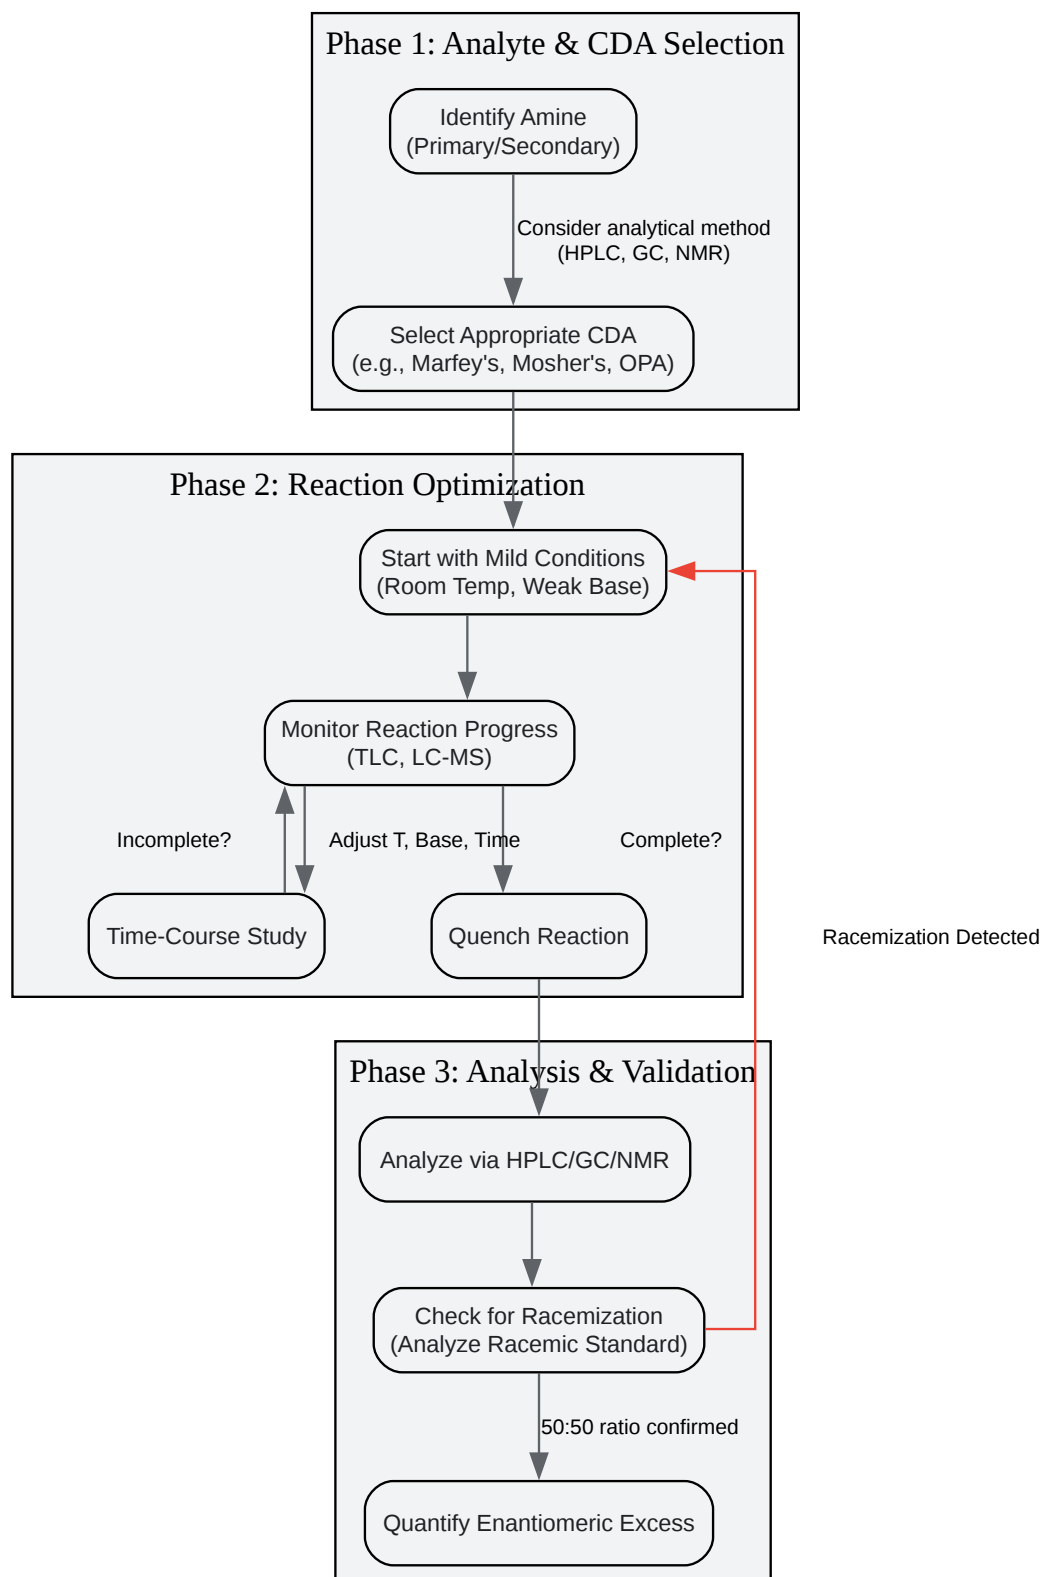 Phase 1: Analyte & CDA Selection
Identify Amine
(Primary/Secondary)
Consider analytical method
(HPLC, GC, NMR)
Select Appropriate CDA
(e.g., Marfey's, Mosher's, OPA)
Phase 2: Reaction Optimization
Start with Mild Conditions
(Room Temp, Weak Base)
Monitor Reaction Progress
(TLC, LC-MS)
Incomplete?
Adjust T, Base, Time
Complete?
Time-Course Study
Quench Reaction
Racemization Detected
Phase 3: Analysis & Validation
Analyze via HPLC/GC/NMR
Check for Racemization
(Analyze Racemic Standard)
50:50 ratio confirmed
Quantify Enantiomeric Excess